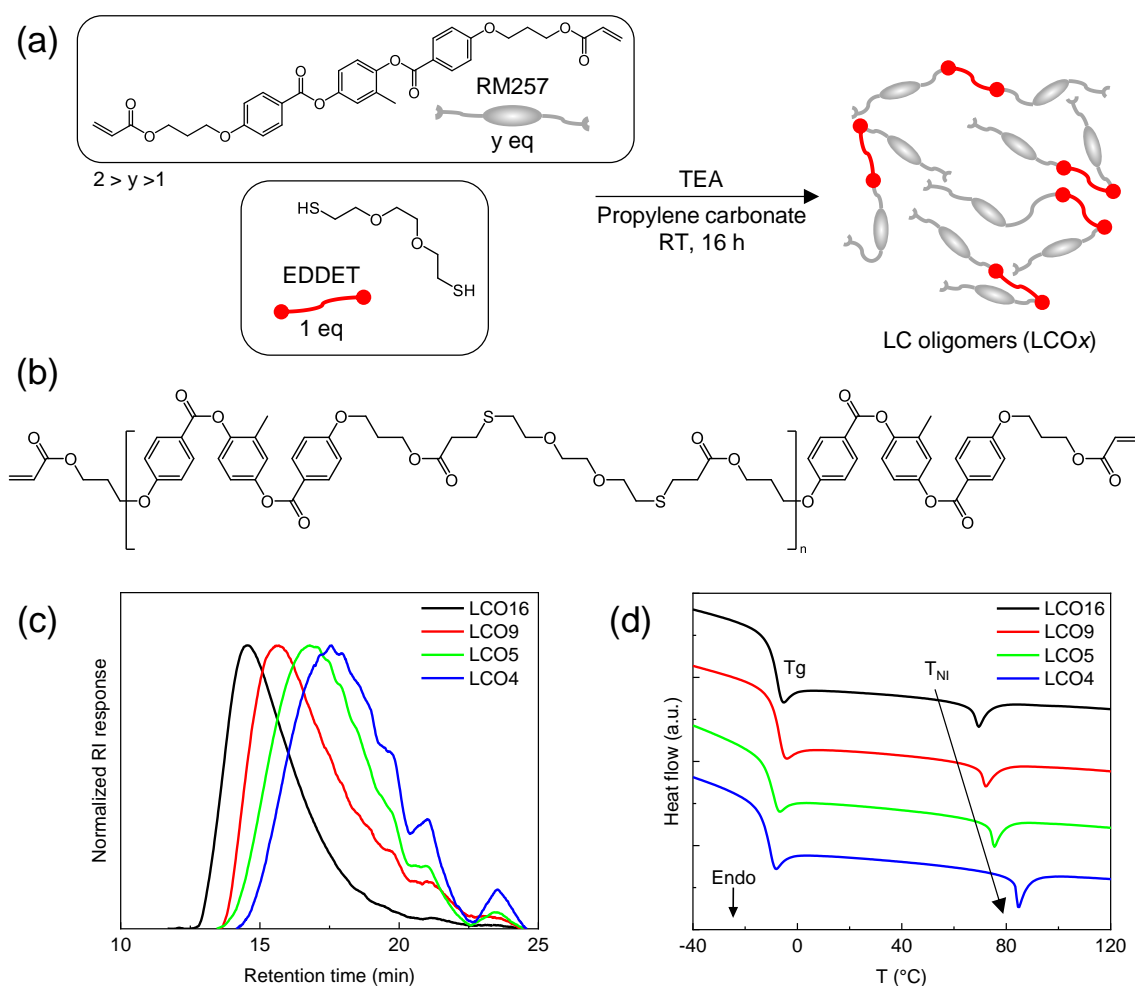 (a)
O
O
O
O
O
O
O
O
O
O
RM257
y eq
2 > y >1
HS
O
O
SH
EDDET
1 eq
TEA
Propylene carbonate
RT, 16 h
LC oligomers (LCOx)
(b)
O
O
O
O
O
O
O
O
O
O
S
O
O
S
O
O
n
O
O
O
O
O
O
O
O
(c)
LCO16
LCO9
LCO5
LCO4
Normalized RI response
10 15 20 25
Retention time (min)
(d)
LCO16
LCO9
LCO5
LCO4
Tg
TNI
Endo
Heat flow (a.u.)
-40 0 40 80 120
T (°C)